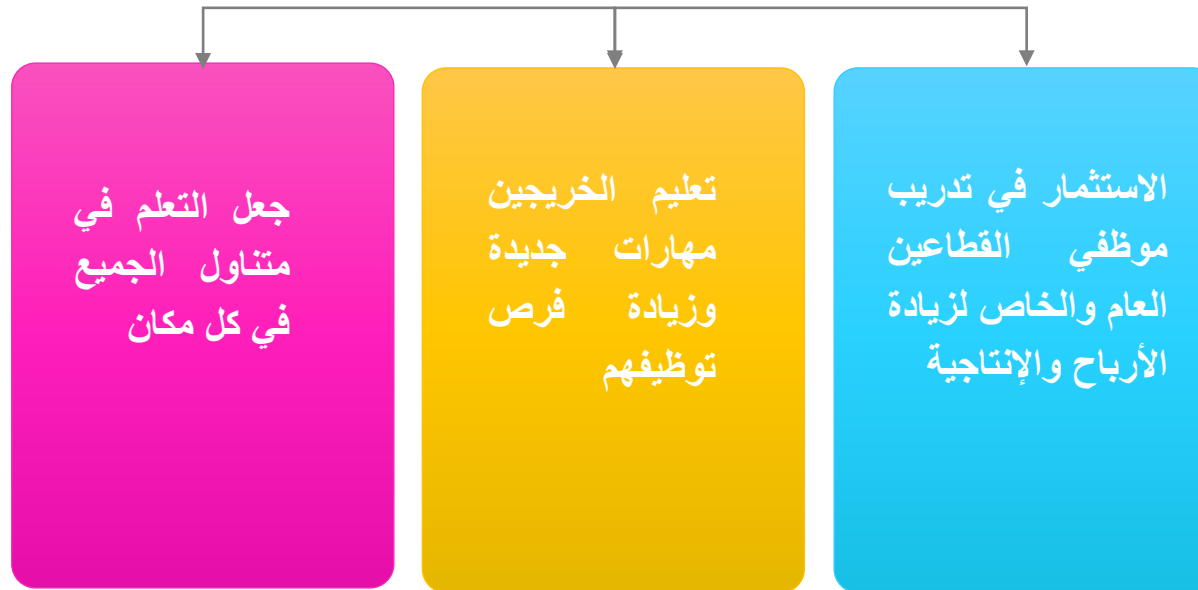 الاستثمار في تدريب
موظفي القطاعين
العام والخاص لزيادة
الأرباح والإنتاجية
تعليم الخريجين
مهارات جديدة
وزيادة فرص
توظيفهم
جعل التعلم في
متناول الجميع
في كل مكان